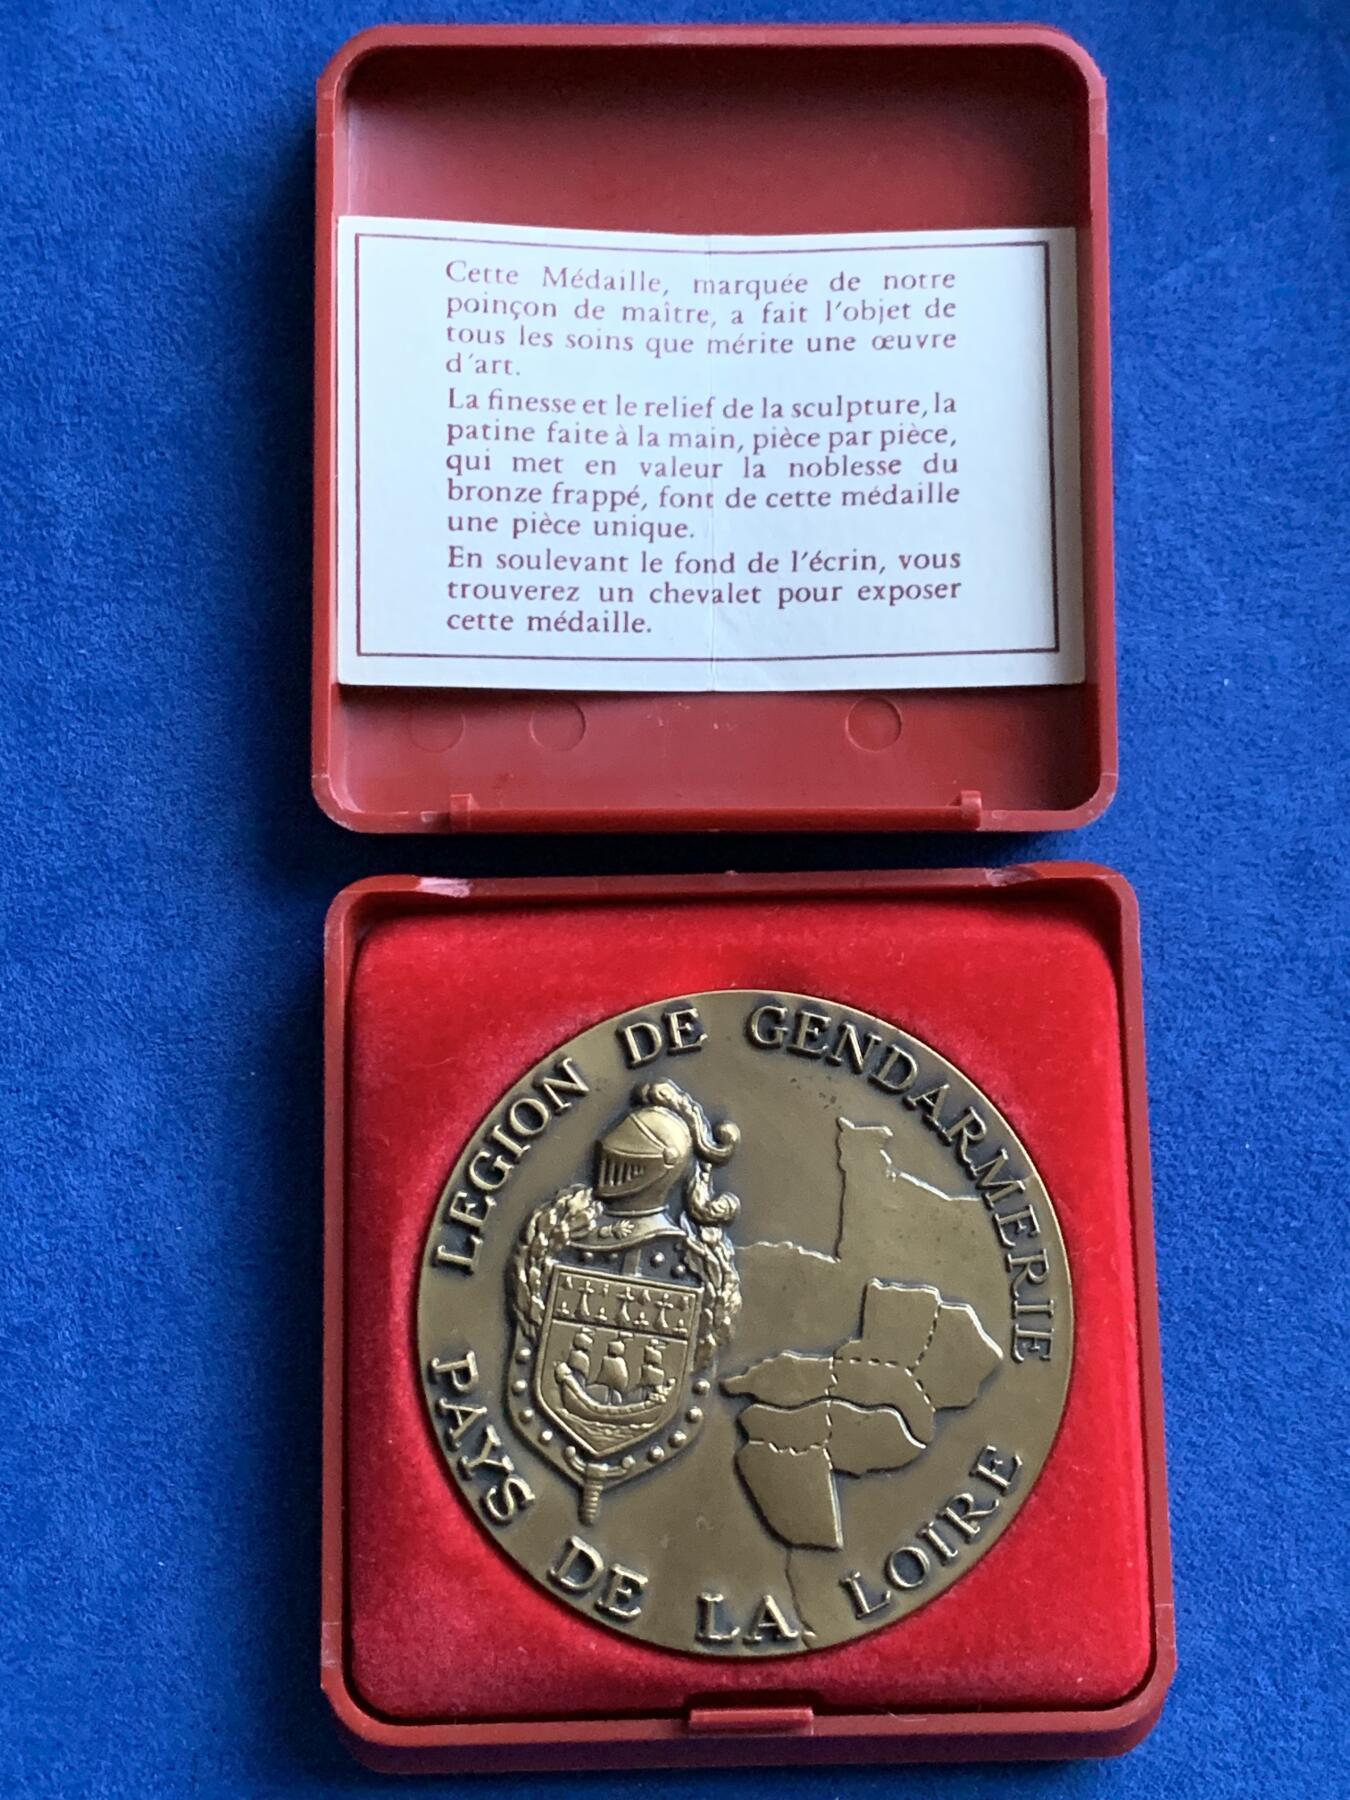 Cette Médaille, marquée de notre
poinçon de maître, a fait l'objet de
tous les soins que mérite une œuvre
d'art.
La finesse et le relief de la sculpture, la
patine faite à la main, pièce par pièce,
qui met en valeur la noblesse du
bronze frappé, font de cette médaille
une pièce unique.
En soulevant le fond de l'écrin, vous
trouverez un chevalet pour exposer
cette médaille.
LEGION DE GENDARMERIE
PAYS DE LA LOIRE